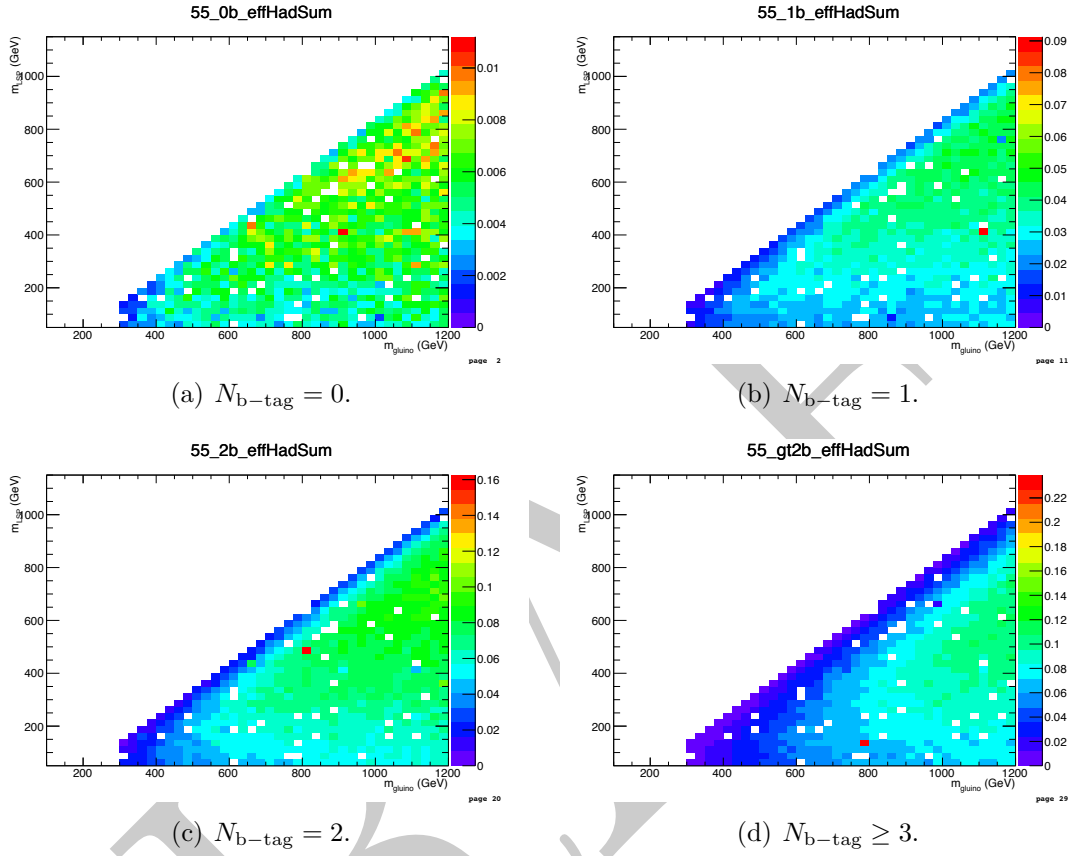 55_0b_effHadSum
m_LSP (GeV)
1000
800
600
400
200
200 400 600 800 1000 1200
m_gluino (GeV)
0.01
0.008
0.006
0.004
0.002
0
page 2
(a) N_b−tag = 0.
55_1b_effHadSum
m_LSP (GeV)
1000
800
600
400
200
200 400 600 800 1000 1200
m_gluino (GeV)
0.09
0.08
0.07
0.06
0.05
0.04
0.03
0.02
0.01
0
page 11
(b) N_b−tag = 1.
55_2b_effHadSum
m_LSP (GeV)
1000
800
600
400
200
200 400 600 800 1000 1200
m_gluino (GeV)
0.16
0.14
0.12
0.1
0.08
0.06
0.04
0.02
0
page 20
(c) N_b−tag = 2.
55_gt2b_effHadSum
m_LSP (GeV)
1000
800
600
400
200
200 400 600 800 1000 1200
m_gluino (GeV)
0.22
0.2
0.18
0.16
0.14
0.12
0.1
0.08
0.06
0.04
0.02
0
page 29
(d) N_b−tag ≥ 3.